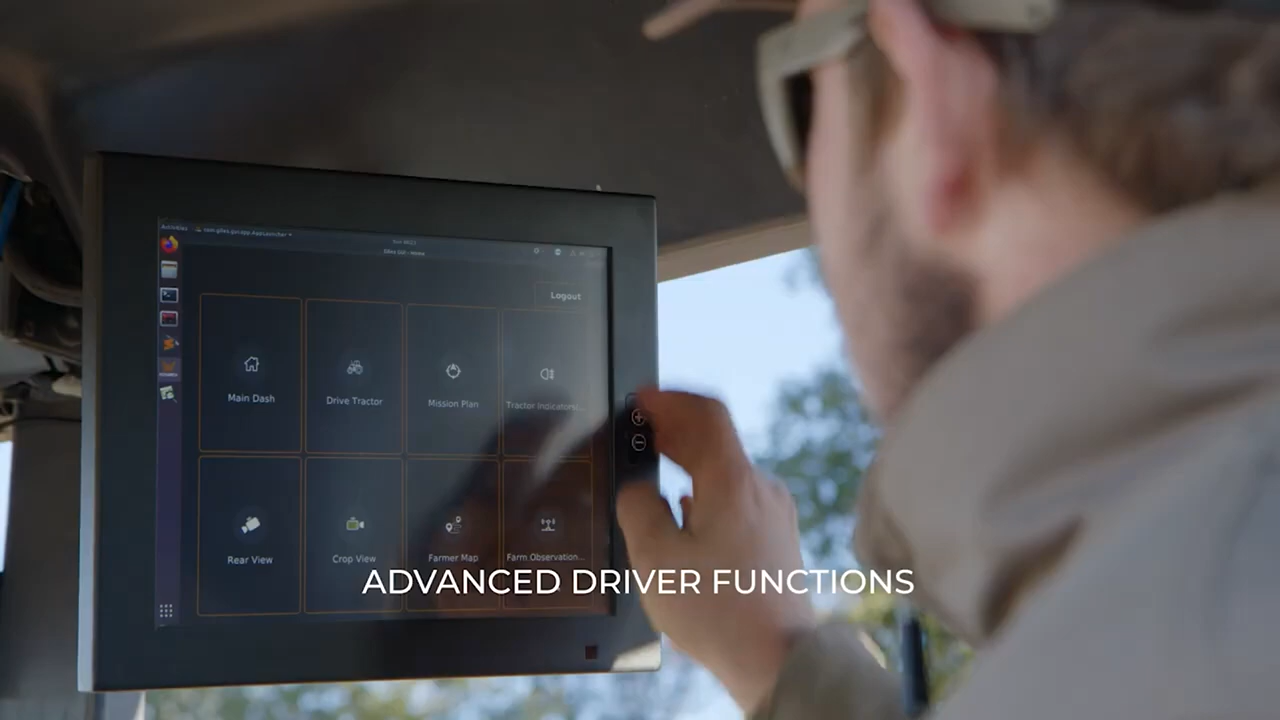 Activities
Logout
Main Dash
Drive Tractor
Mission Plan
Tractor Indicators...
Rear View
Crop View
Farmer Map
Farm Observation...
ADVANCED DRIVER FUNCTIONS